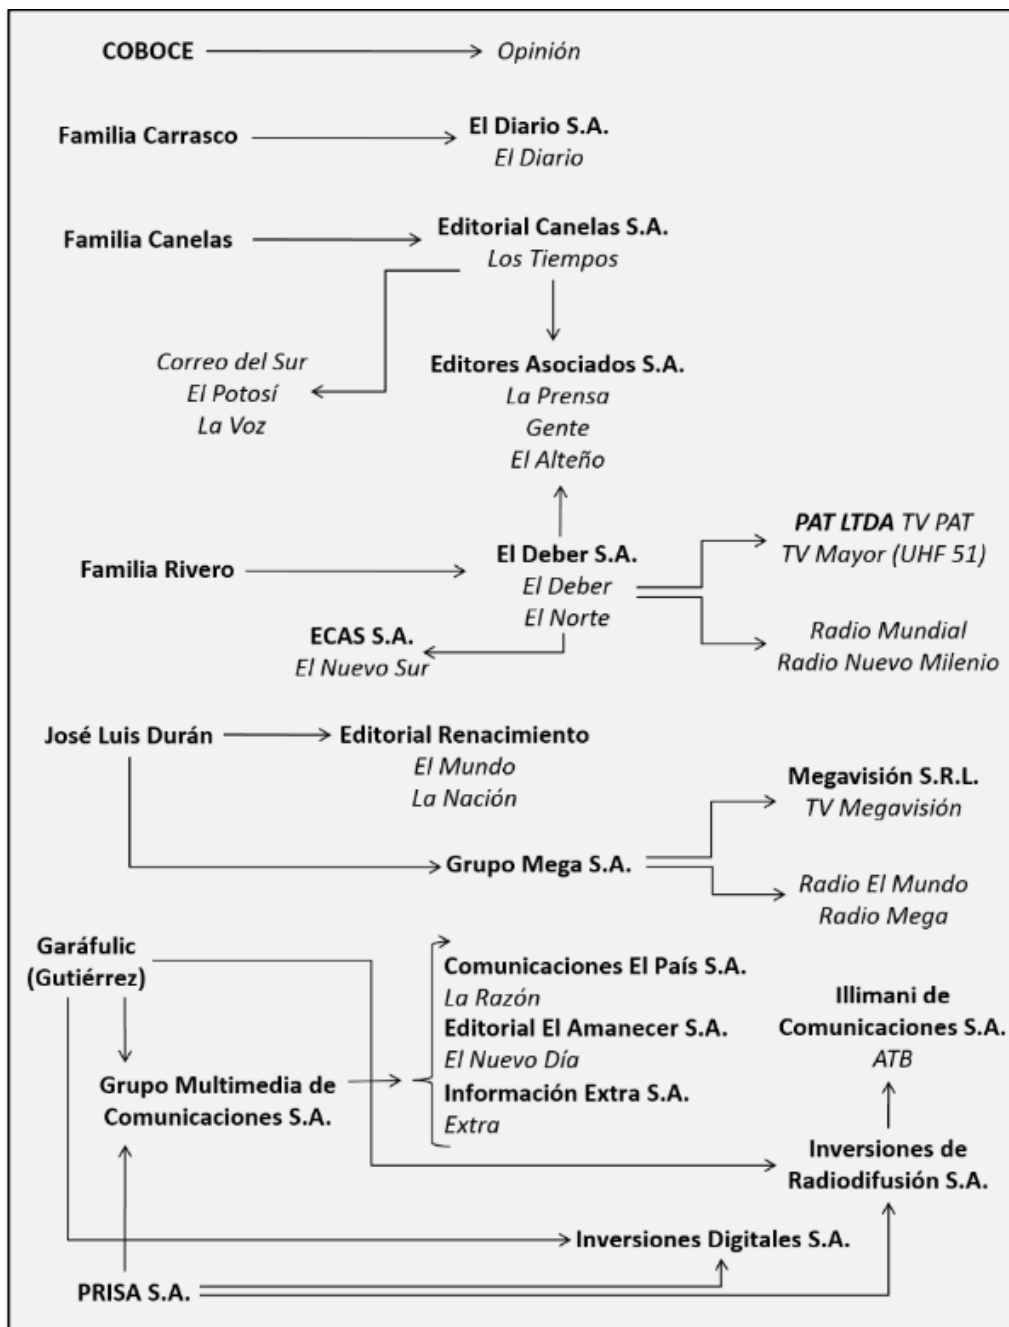 COBOCE
Opinión
Familia Carrasco
El Diario S.A.
El Diario
Familia Canelas
Editorial Canelas S.A.
Los Tiempos
Correo del Sur
El Potosí
La Voz
Editores Asociados S.A.
La Prensa
Gente
El Alteño
Familia Rivero
El Deber S.A.
El Deber
El Norte
PAT LTDA TV PAT
TV Mayor (UHF 51)
Radio Mundial
Radio Nuevo Milenio
ECAS S.A.
El Nuevo Sur
José Luis Durán
Editorial Renacimiento
El Mundo
La Nación
Grupo Mega S.A.
Megavisión S.R.L.
TV Megavisión
Radio El Mundo
Radio Mega
Garáfulic
(Gutiérrez)
Grupo Multimedia de
Comunicaciones S.A.
Comunicaciones El País S.A.
La Razón
Editorial El Amanecer S.A.
El Nuevo Día
Información Extra S.A.
Extra
Illimani de
Comunicaciones S.A.
ATB
Inversiones de
Radiodifusión S.A.
Inversiones Digitales S.A.
PRISA S.A.